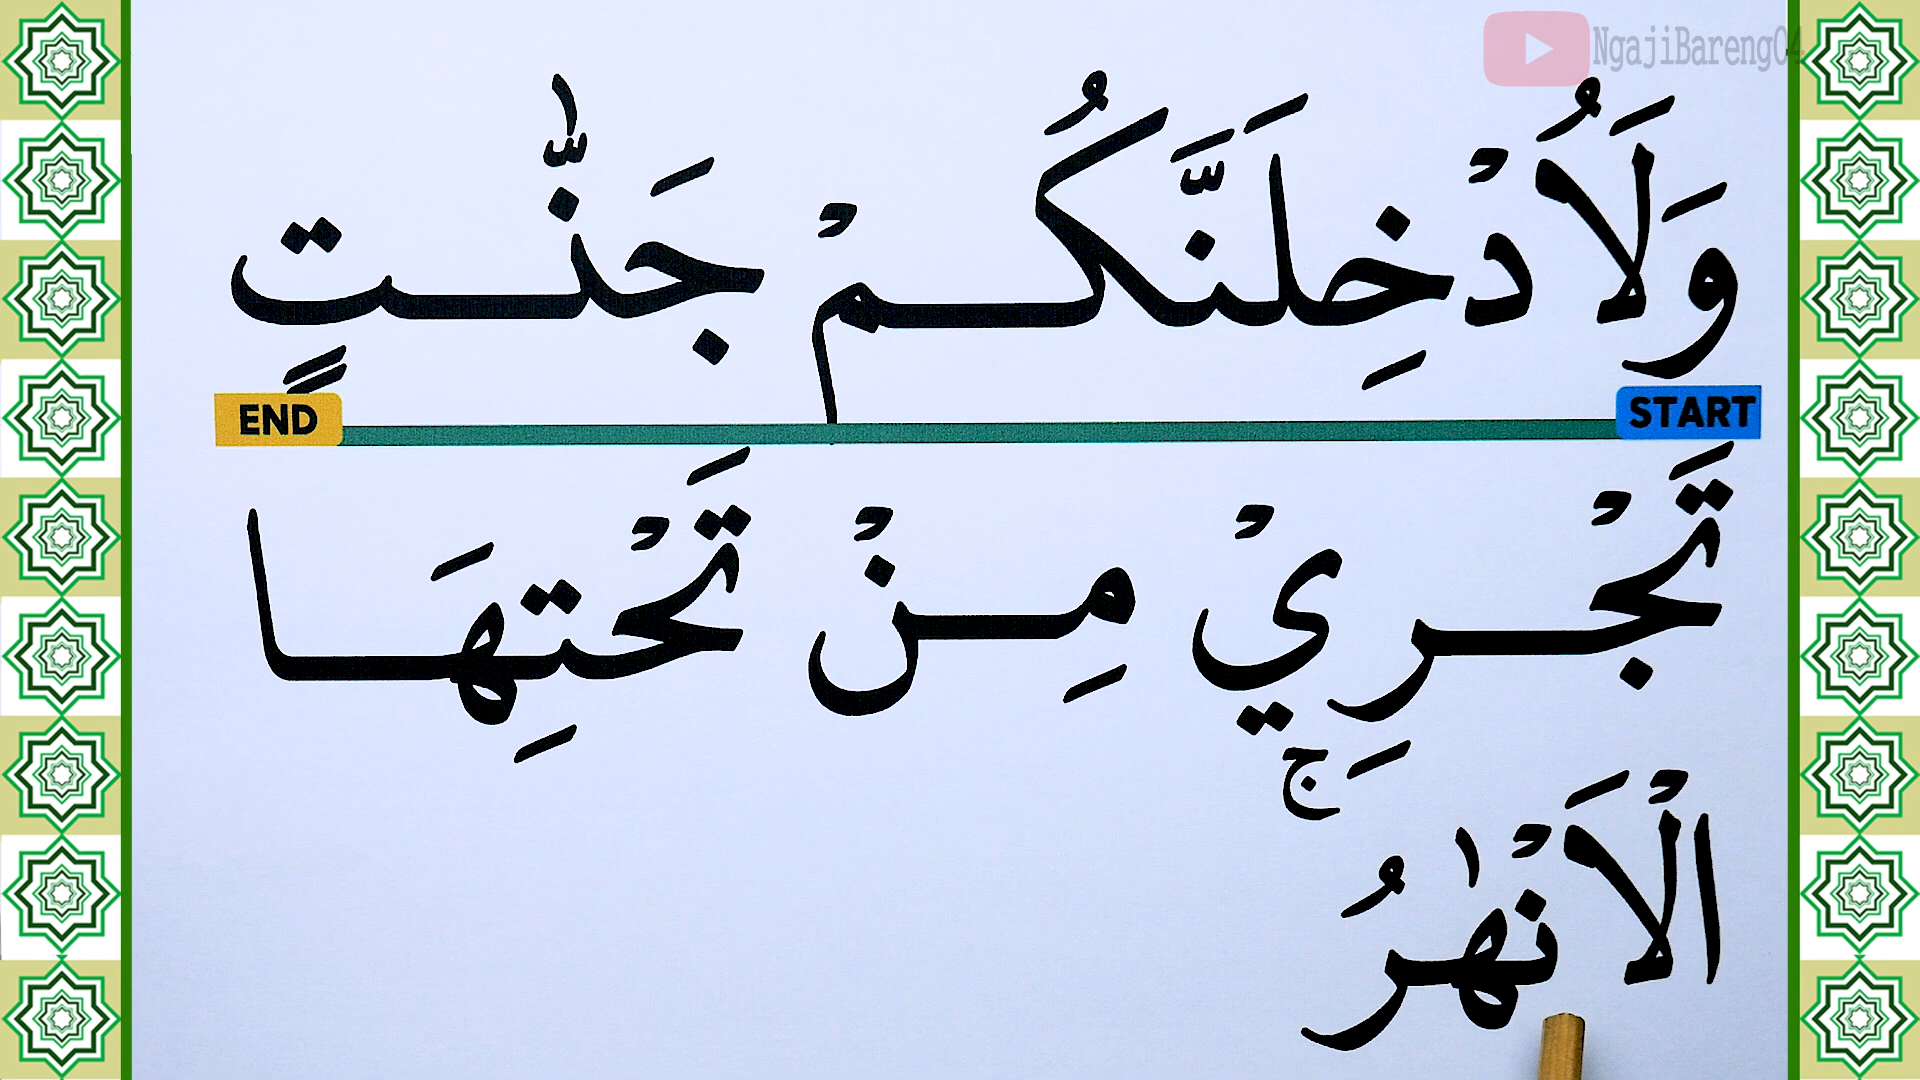 NgajiBareng04
وَلَاُدْخِلَنَّكُمْ جَنّٰتٍ
END START
تَجْرِيْ مِنْ تَحْتِهَا
الْاَنْهٰرُۚ